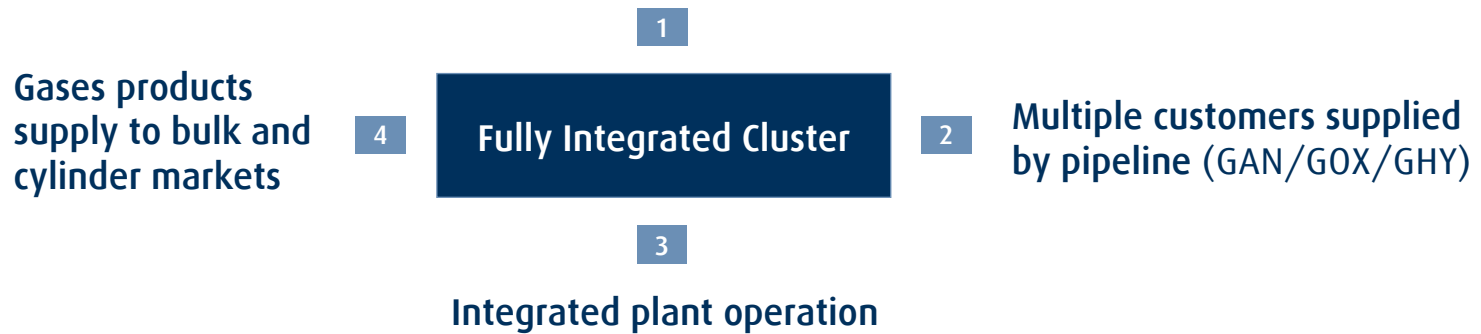 1
Gases products
supply to bulk and
cylinder markets
4
Fully Integrated Cluster
2
Multiple customers supplied
by pipeline (GAN/GOX/GHY)
3
Integrated plant operation